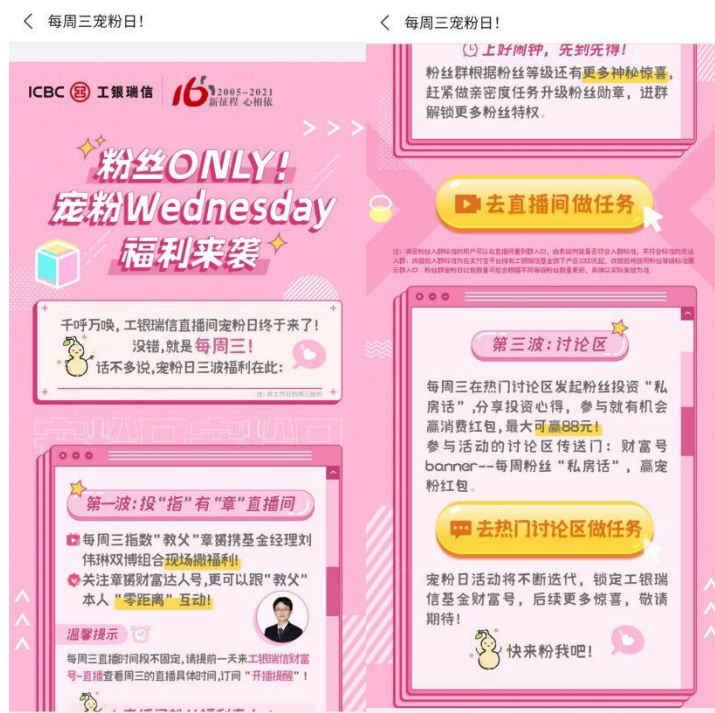 每周三宠粉日!
ICBC 工银瑞信
16 2005-2021
新征程 心相依
粉丝ONLY!
宠粉Wednesday
福利来袭
千呼万唤,工银瑞信直播间宠粉日终于来了!
没错,就是每周三!
话不多说,宠粉日三波福利在此:
注:非工作日的周三除外
宠粉日宠粉日
第一波:投“指”有“章”直播间
每周三指数“教父”章赟携基金经理刘
伟琳双博组合现场撒福利!
关注章赟财富达人号,更可以跟“教父”
本人“零距离”互动!
温馨提示
每周三直播时间段不固定,请提前一天来工银瑞信财富
号-直播查看周三的直播具体时间,订阅“开播提醒”!
每周三宠粉日!
上好闹钟,先到先得!
粉丝群根据粉丝等级还有更多神秘惊喜,
赶紧做亲密度任务升级粉丝勋章,进群
解锁更多粉丝特权。
去直播间做任务
第三波:讨论区
每周三在热门讨论区发起粉丝投资“私
房话”,分享投资心得,参与就有机会
赢消费红包,最大可赢88元!
参与活动的讨论区传送门:财富号
banner--每周粉丝“私房话”,赢宠
粉红包。
去热门讨论区做任务
宠粉日活动将不断迭代,锁定工银瑞
信基金财富号,后续更多惊喜,敬请
期待!
快来粉我吧!